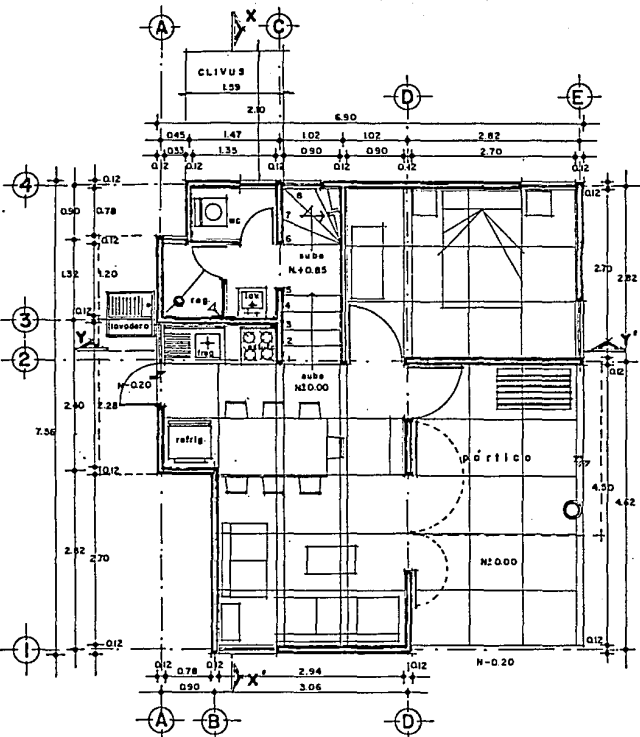 X
A
C
CLIVUS
1.59
2.10
D
E
6.90
0.45 1.47 1.02 1.02 2.82
0.33 1.35 0.90 0.90 2.70
0.12 0.12 0.12 0.12 0.12 0.12
4
0.12
0.12
0.90 0.78
8
7
WC
6
0.12
sube
N.+0.85
1.32 1.20
2.70
2.82
5
reg.
lav.
4
0.12
3
lavadero
3
Y
2
Y'
freg.
estufa
2
1
0.12
N-0.20
sube
N±0.00
2.40 2.28
7.36
refrig.
pórtico
0.12
4.50
4.62
2.82 2.70
N±0.00
0.12
0.12
1
N-0.20
0.12 0.12 0.12
0.78 X' 2.94
0.90 3.06
A
B
D